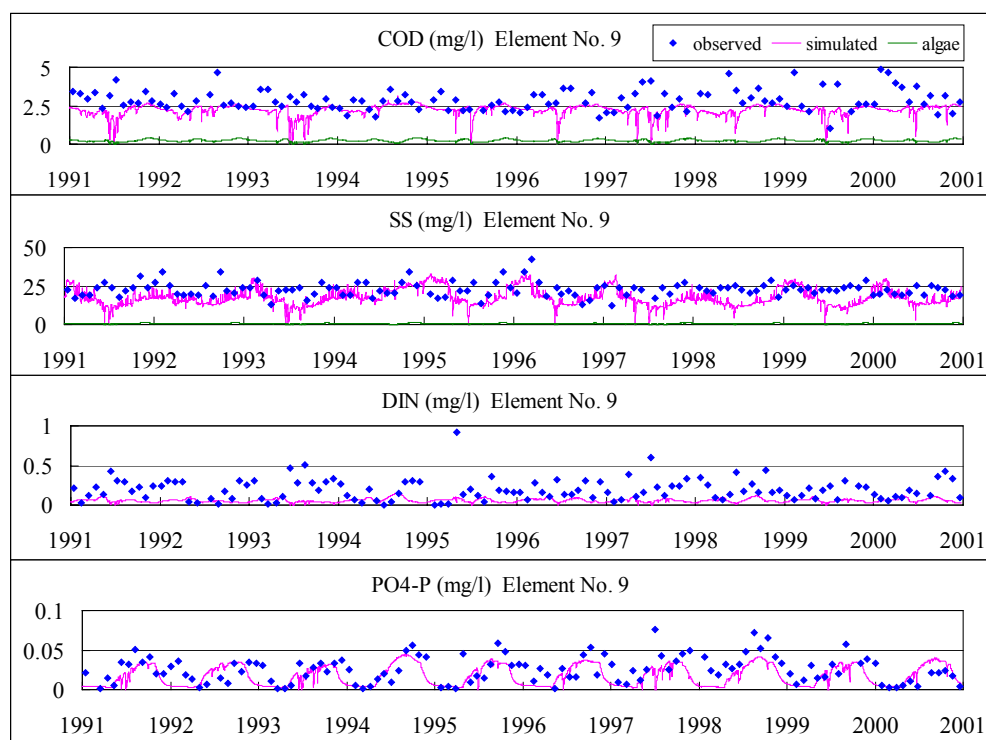 COD (mg/l) Element No. 9
observed simulated algae
5
2.5
0
1991 1992 1993 1994 1995 1996 1997 1998 1999 2000 2001
SS (mg/l) Element No. 9
50
25
0
1991 1992 1993 1994 1995 1996 1997 1998 1999 2000 2001
DIN (mg/l) Element No. 9
1
0.5
0
1991 1992 1993 1994 1995 1996 1997 1998 1999 2000 2001
PO4-P (mg/l) Element No. 9
0.1
0.05
0
1991 1992 1993 1994 1995 1996 1997 1998 1999 2000 2001